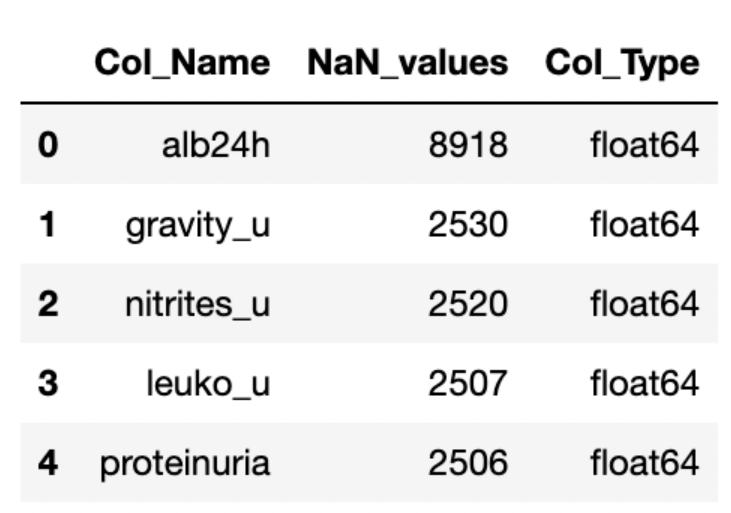 Col_Name NaN_values Col_Type
0 alb24h 8918 float64
1 gravity_u 2530 float64
2 nitrites_u 2520 float64
3 leuko_u 2507 float64
4 proteinuria 2506 float64